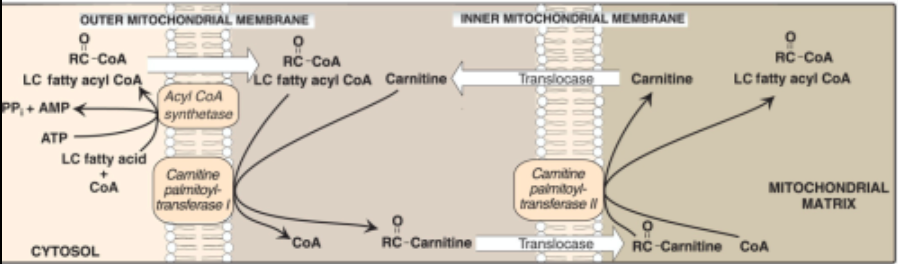 OUTER MITOCHONDRIAL MEMBRANE
INNER MITOCHONDRIAL MEMBRANE
O
RC-CoA
LC fatty acyl CoA
PPi + AMP
ATP
LC fatty acid
+
CoA
CYTOSOL
Acyl CoA
synthetase
Carnitine
palmitoyl-
transferase I
O
RC-CoA
LC fatty acyl CoA
Carnitine
CoA
O
RC-Carnitine
Translocase
Translocase
Carnitine
palmitoyl-
transferase II
Carnitine
O
RC-Carnitine
CoA
O
RC-CoA
LC fatty acyl CoA
MITOCHONDRIAL
MATRIX